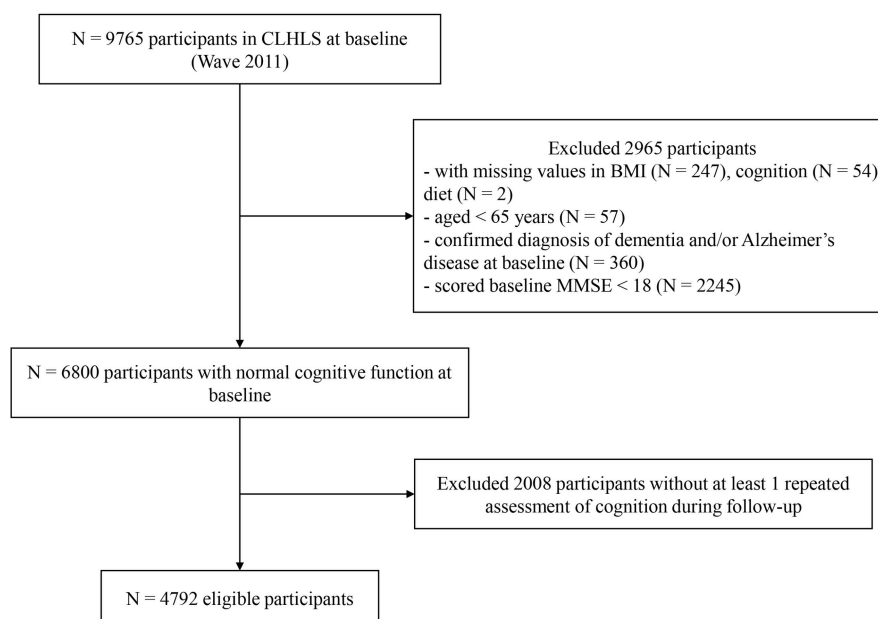 N = 9765 participants in CLHLS at baseline
(Wave 2011)
Excluded 2965 participants
- with missing values in BMI (N = 247), cognition (N = 54)
diet (N = 2)
- aged < 65 years (N = 57)
- confirmed diagnosis of dementia and/or Alzheimer’s
disease at baseline (N = 360)
- scored baseline MMSE < 18 (N = 2245)
N = 6800 participants with normal cognitive function at
baseline
Excluded 2008 participants without at least 1 repeated
assessment of cognition during follow-up
N = 4792 eligible participants